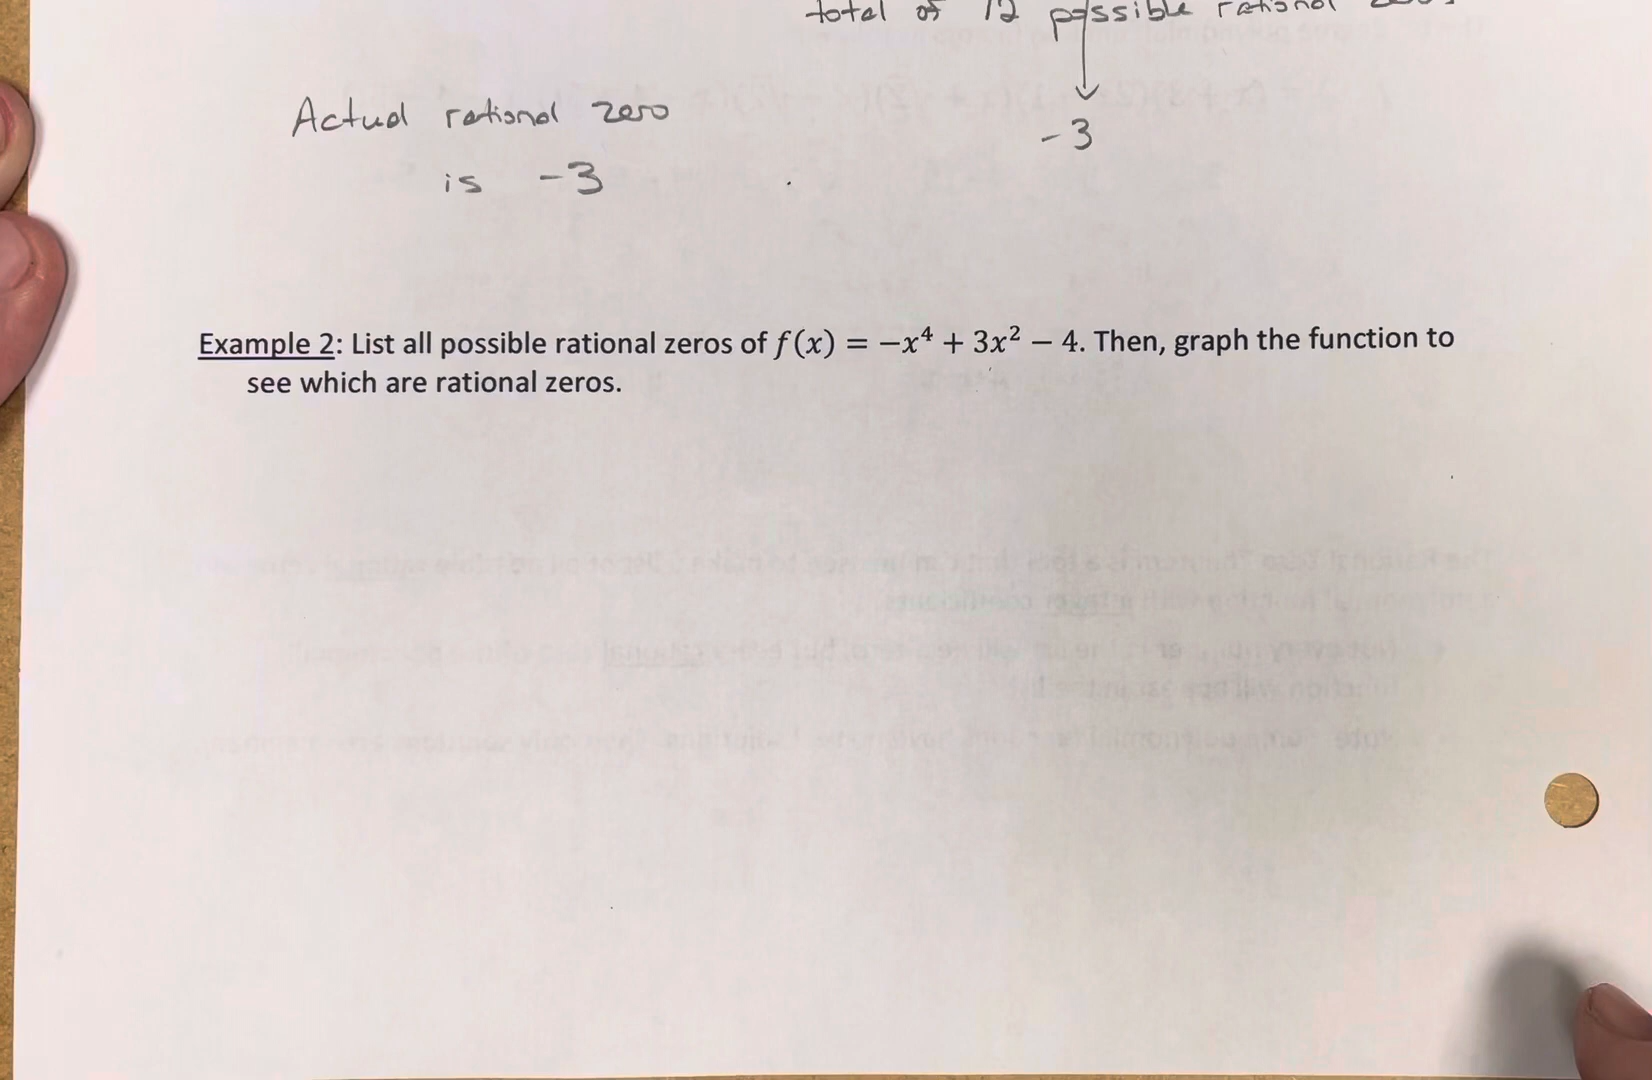 total of 12 possible rational
Actual rational zero
-3
is -3
Example 2: List all possible rational zeros of f(x) = −x⁴ + 3x² − 4. Then, graph the function to
see which are rational zeros.